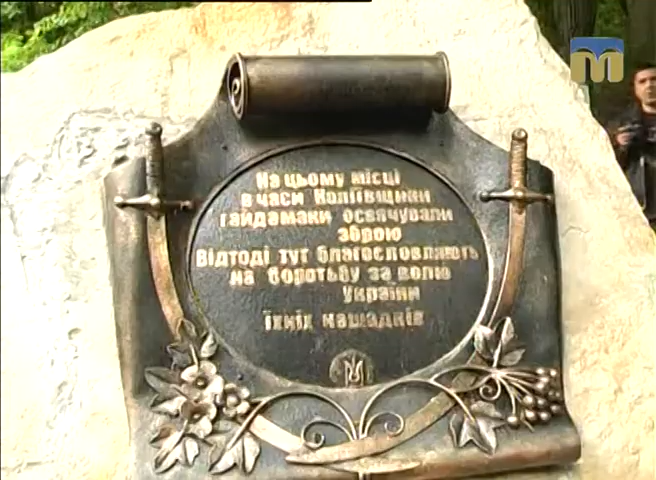 На цьому місці
в часи Коліївщини
гайдамаки освячували
зброю
Відтоді тут благословляють
на боротьбу за волю
України
їхніх нащадків